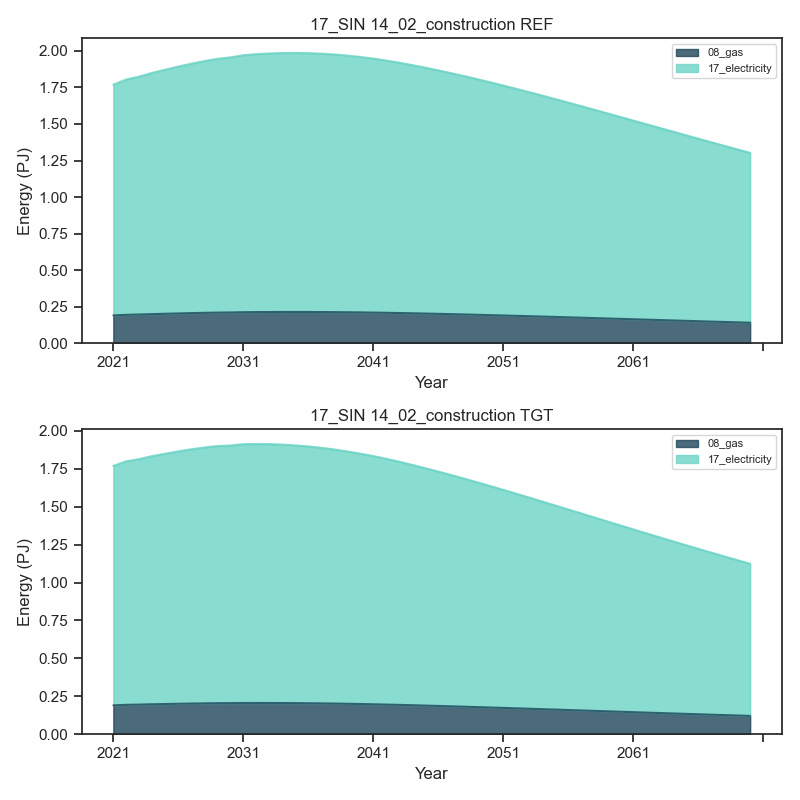 17_SIN 14_02_construction REF
Energy (PJ)
2.00
1.75
1.50
1.25
1.00
0.75
0.50
0.25
0.00
08_gas
17_electricity
2021 2031 2041 2051 2061
Year
17_SIN 14_02_construction TGT
Energy (PJ)
2.00
1.75
1.50
1.25
1.00
0.75
0.50
0.25
0.00
08_gas
17_electricity
2021 2031 2041 2051 2061
Year